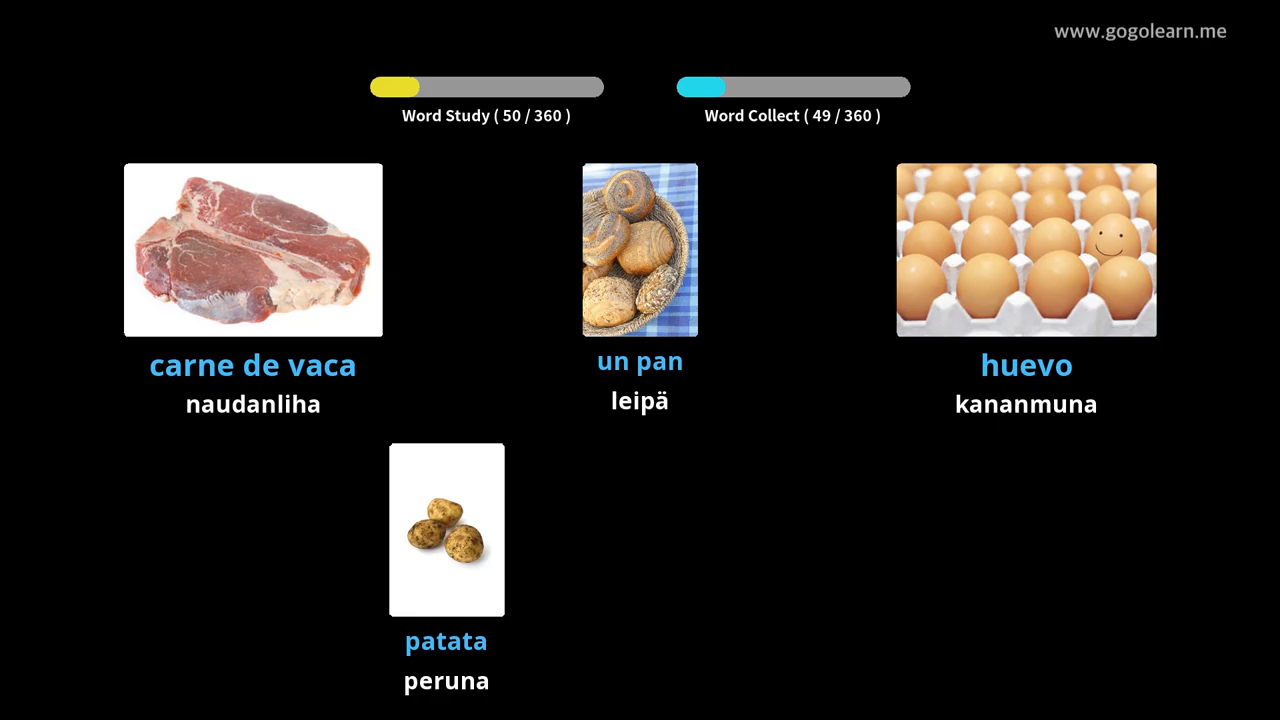 www.gogolearn.me
Word Study ( 50 / 360 )
Word Collect ( 49 / 360 )
carne de vaca
naudanliha
un pan
leipä
huevo
kananmuna
patata
peruna